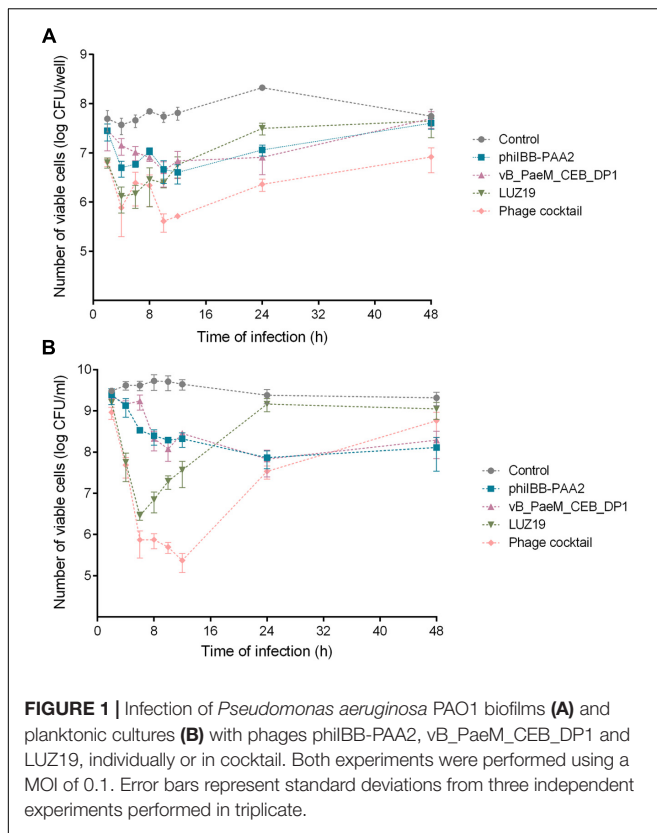 A
Number of viable cells (log CFU/well)
9
8
7
6
5
0
8
16
24
32
40
48
Time of infection (h)
Control
philBB-PAA2
vB_PaeM_CEB_DP1
LUZ19
Phage cocktail
B
Number of viable cells (log CFU/ml)
10
9
8
7
6
5
0
8
16
24
32
40
48
Time of infection (h)
Control
philBB-PAA2
vB_PaeM_CEB_DP1
LUZ19
Phage cocktail
FIGURE 1 | Infection of Pseudomonas aeruginosa PAO1 biofilms (A) and
planktonic cultures (B) with phages philBB-PAA2, vB_PaeM_CEB_DP1 and
LUZ19, individually or in cocktail. Both experiments were performed using a
MOI of 0.1. Error bars represent standard deviations from three independent
experiments performed in triplicate.